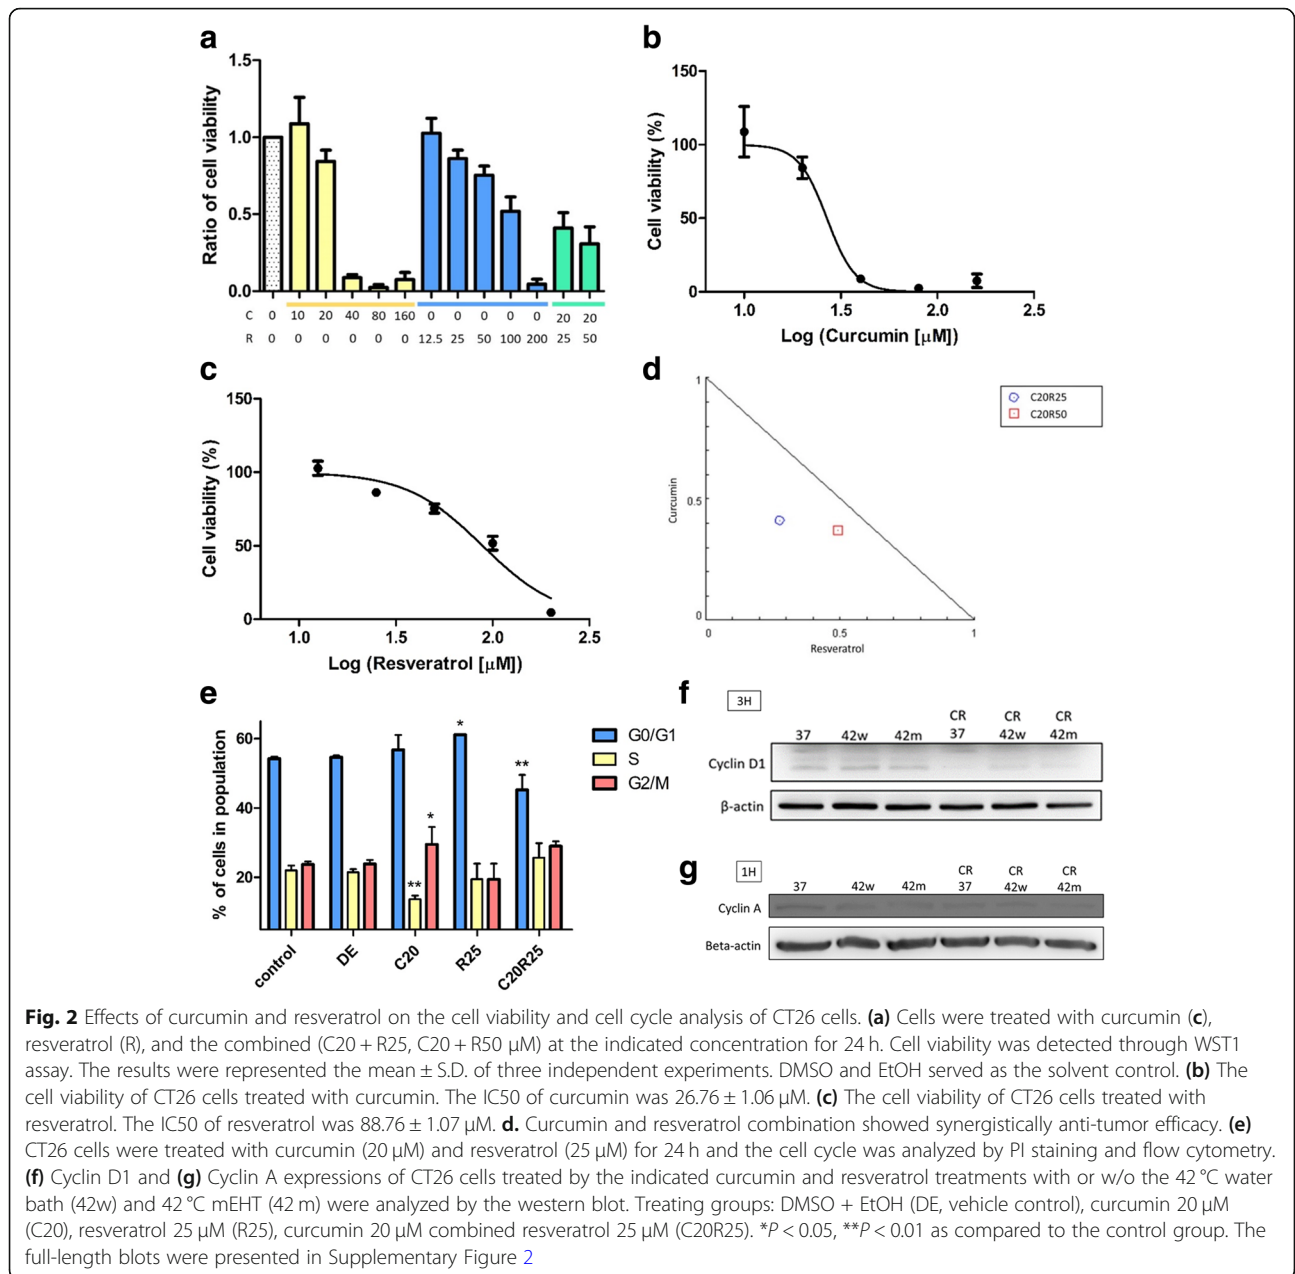 a
1.5
1.0
0.5
0.0
Ratio of cell viability
C 0 10 20 40 80 160 0 0 0 0 0 20 20
R 0 0 0 0 0 0 12.5 25 50 100 200 25 50
b
150
100
50
0
Cell viability (%)
1.0 1.5 2.0 2.5
Log (Curcumin [μM])
c
150
100
50
0
Cell viability (%)
1.0 1.5 2.0 2.5
Log (Resveratrol [μM])
d
1
0.5
0
Curcumin
0 0.5 1
Resveratrol
C20R25
C20R50
e
60
40
20
% of cells in population
* ** * **
control DE C20 R25 C20R25
G0/G1
S
G2/M
f
3H
CR CR CR
37 42w 42m 37 42w 42m
Cyclin D1
β-actin
g
1H
CR CR CR
37 42w 42m 37 42w 42m
Cyclin A
Beta-actin
Fig. 2 Effects of curcumin and resveratrol on the cell viability and cell cycle analysis of CT26 cells. (a) Cells were treated with curcumin (c),
resveratrol (R), and the combined (C20 + R25, C20 + R50 μM) at the indicated concentration for 24 h. Cell viability was detected through WST1
assay. The results were represented the mean ± S.D. of three independent experiments. DMSO and EtOH served as the solvent control. (b) The
cell viability of CT26 cells treated with curcumin. The IC50 of curcumin was 26.76 ± 1.06 μM. (c) The cell viability of CT26 cells treated with
resveratrol. The IC50 of resveratrol was 88.76 ± 1.07 μM. d. Curcumin and resveratrol combination showed synergistically anti-tumor efficacy. (e)
CT26 cells were treated with curcumin (20 μM) and resveratrol (25 μM) for 24 h and the cell cycle was analyzed by PI staining and flow cytometry.
(f) Cyclin D1 and (g) Cyclin A expressions of CT26 cells treated by the indicated curcumin and resveratrol treatments with or w/o the 42 °C water
bath (42w) and 42 °C mEHT (42 m) were analyzed by the western blot. Treating groups: DMSO + EtOH (DE, vehicle control), curcumin 20 μM
(C20), resveratrol 25 μM (R25), curcumin 20 μM combined resveratrol 25 μM (C20R25). *P < 0.05, **P < 0.01 as compared to the control group. The
full-length blots were presented in Supplementary Figure 2